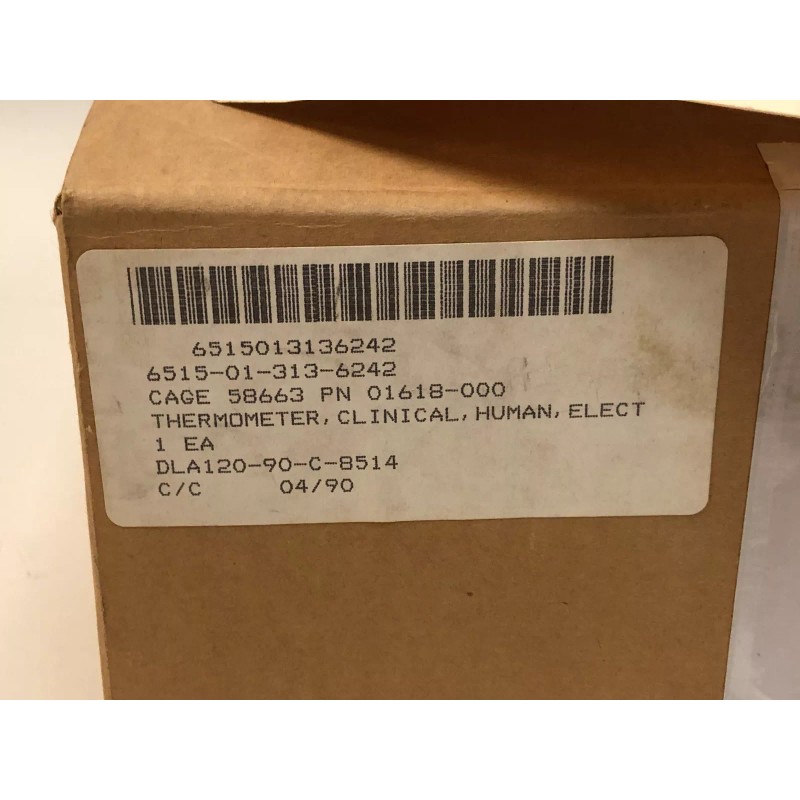 6515013136242
6515-01-313-6242
CAGE 58663 PN 01618-000
THERMOMETER, CLINICAL, HUMAN, ELECT
1 EA
DLA120-90-C-8514
C/C 04/90